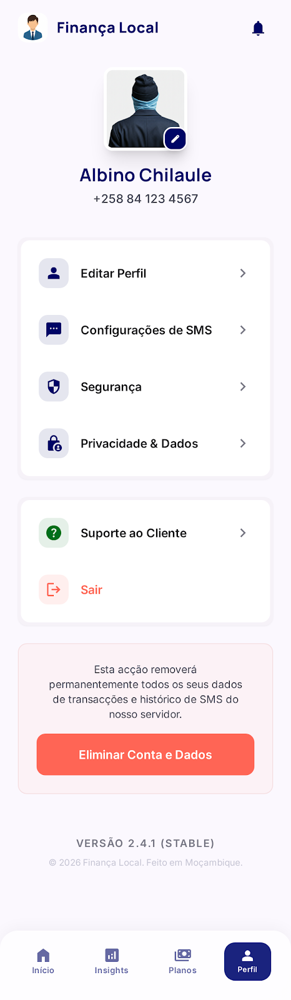 Finança Local
Albino Chilaule
+258 84 123 4567
Editar Perfil
Configurações de SMS
Segurança
Privacidade & Dados
Suporte ao Cliente
Sair
Esta acção removerá
permanentemente todos os seus dados
de transacções e histórico de SMS do
nosso servidor.
Eliminar Conta e Dados
VERSÃO 2.4.1 (STABLE)
© 2026 Finança Local. Feito em Moçambique.
Início
Insights
Planos
Perfil